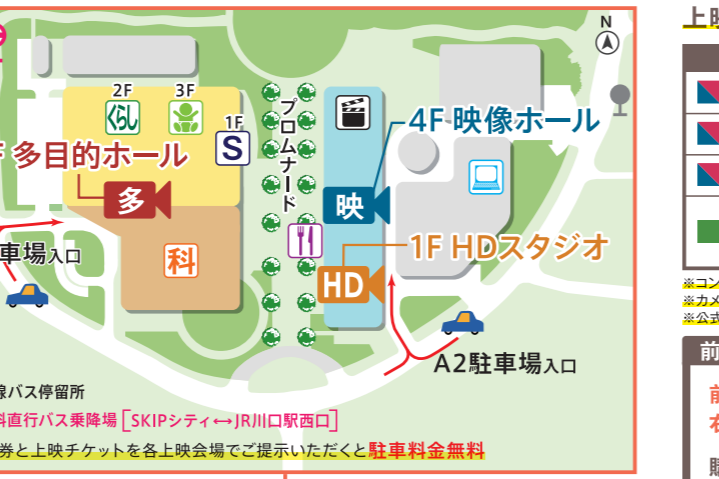 N
2F
3F
くらし
1F
S
プロムナード
4F 映像ホール
F 多目的ホール
多
映
科
1F HDスタジオ
HD
車場入口
A2駐車場入口
線バス停留所
料直行バス乗降場［SKIPシティ⟷JR川口駅西口］
券と上映チケットを各上映会場でご提示いただくと駐車料金無料
上映
※コン
※カメ
※公式
前
前
右
購